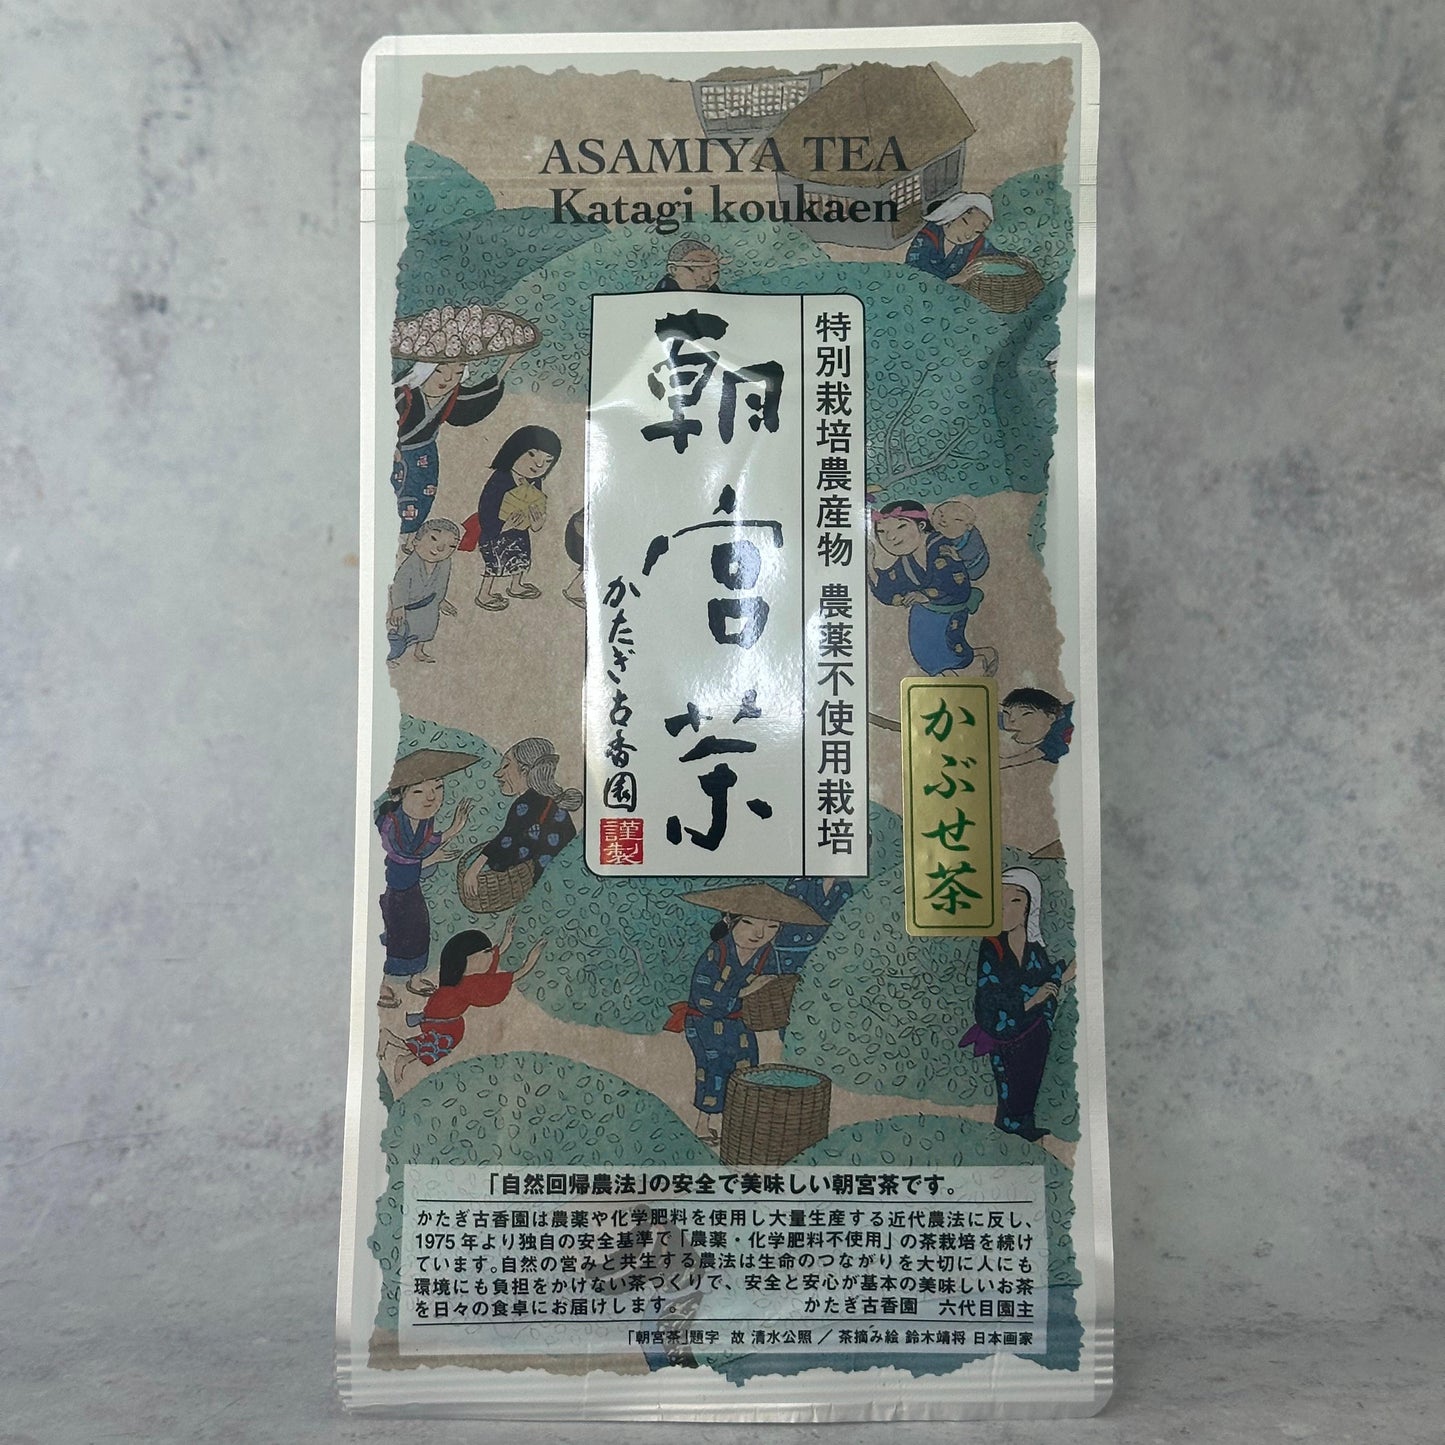 ASAMIYA TEA
Katagi koukaen
特別栽培農産物 農薬不使用栽培
朝宮茶
かたぎ古香園
謹製
かぶせ茶
「自然回帰農法」の安全で美味しい朝宮茶です。
かたぎ古香園は農薬や化学肥料を使用し大量生産する近代農法に反し、
1975年より独自の安全基準で「農薬・化学肥料不使用」の茶栽培を続け
ています。自然の営みと共生する農法は生命のつながりを大切に人にも
環境にも負担をかけない茶づくりで、安全と安心が基本の美味しいお茶
を日々の食卓にお届けします。 かたぎ古香園 六代目園主
「朝宮茶」題字 故 清水公照 ／ 茶摘み絵 鈴木靖将 日本画家